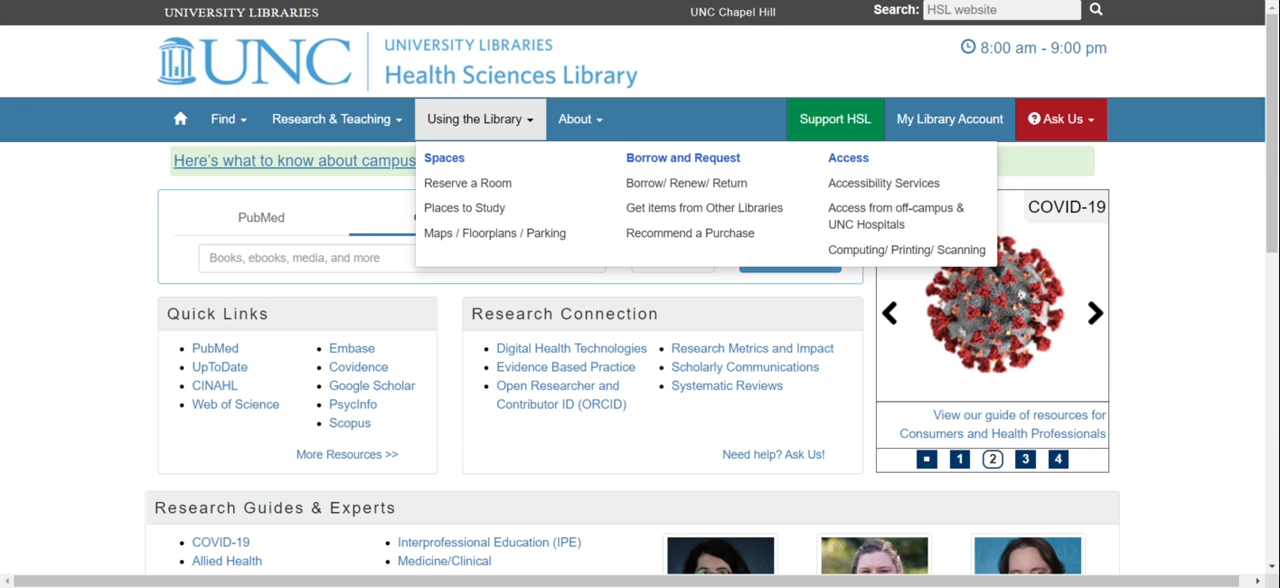 UNIVERSITY LIBRARIES
UNC Chapel Hill
Search: HSL website
UNC
UNIVERSITY LIBRARIES
Health Sciences Library
8:00 am - 9:00 pm
Find
Research & Teaching
Using the Library
About
Support HSL
My Library Account
Ask Us
Here's what to know about campus
Spaces
Reserve a Room
Places to Study
Maps / Floorplans / Parking
Borrow and Request
Borrow/ Renew/ Return
Get items from Other Libraries
Recommend a Purchase
Access
Accessibility Services
Access from off-campus &
UNC Hospitals
Computing/ Printing/ Scanning
PubMed
Books, ebooks, media, and more
COVID-19
View our guide of resources for
Consumers and Health Professionals
1 2 3 4
Quick Links
PubMed
UpToDate
CINAHL
Web of Science
Embase
Covidence
Google Scholar
PsycInfo
Scopus
More Resources >>
Research Connection
Digital Health Technologies
Evidence Based Practice
Open Researcher and
Contributor ID (ORCID)
Research Metrics and Impact
Scholarly Communications
Systematic Reviews
Need help? Ask Us!
Research Guides & Experts
COVID-19
Allied Health
Interprofessional Education (IPE)
Medicine/Clinical